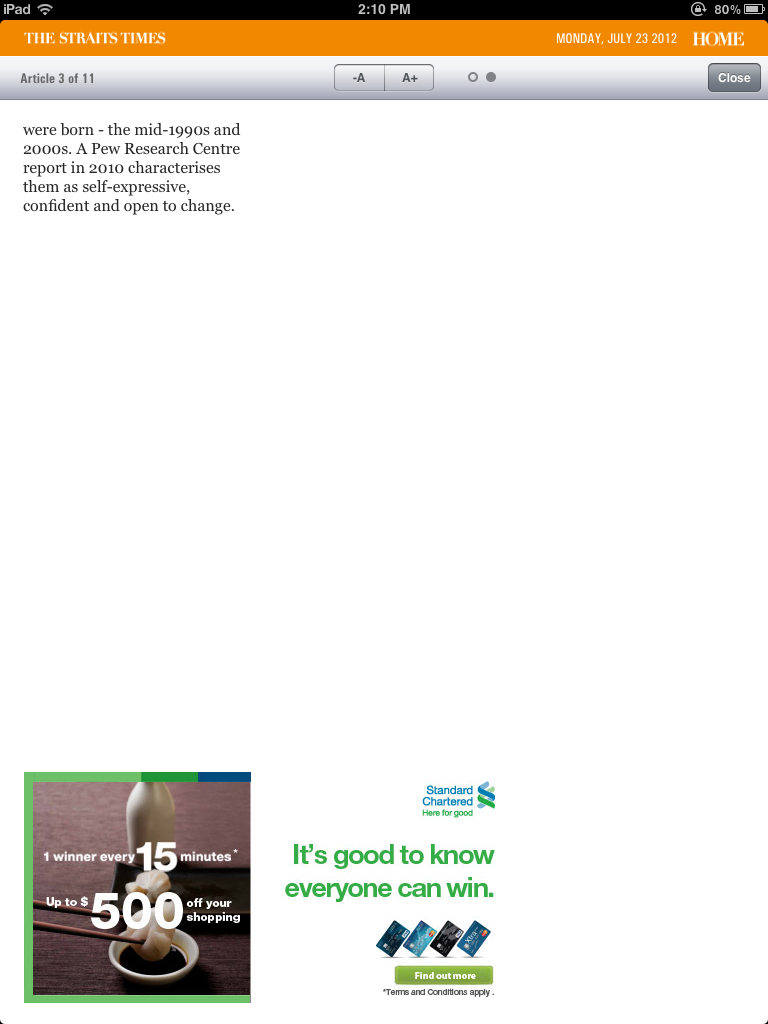 iPad 2:10 PM 80%
THE STRAITS TIMES MONDAY, JULY 23 2012 HOME
Article 3 of 11 -A A+ Close
were born - the mid-1990s and
2000s. A Pew Research Centre
report in 2010 characterises
them as self-expressive,
confident and open to change.
1 winner every 15 minutes*
Up to $500 off your
shopping
Standard
Chartered
Here for good
It's good to know
everyone can win.
Find out more
*Terms and Conditions apply .